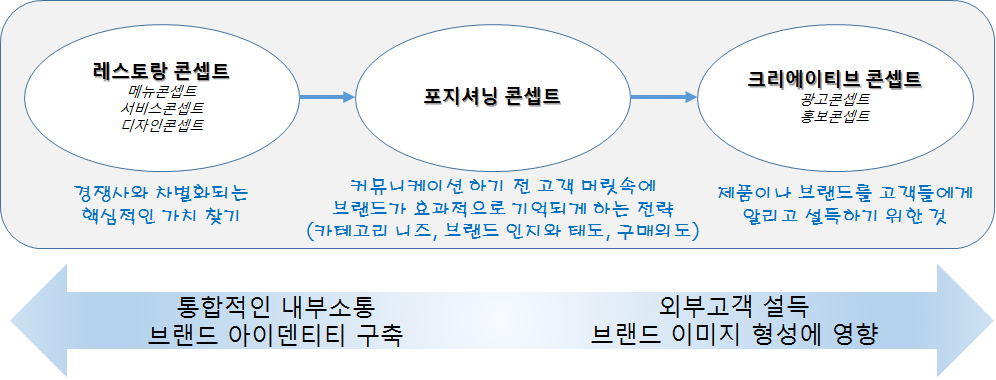 레스토랑 콘셉트
메뉴콘셉트
서비스콘셉트
디자인콘셉트
포지셔닝 콘셉트
크리에이티브 콘셉트
광고콘셉트
홍보콘셉트
경쟁사와 차별화되는
핵심적인 가치 찾기
커뮤니케이션 하기 전 고객 머릿속에
브랜드가 효과적으로 기억되게 하는 전략
(카테고리 니즈, 브랜드 인지와 태도, 구매의도)
제품이나 브랜드를 고객들에게
알리고 설득하기 위한 것
통합적인 내부소통
브랜드 아이덴티티 구축
외부고객 설득
브랜드 이미지 형성에 영향